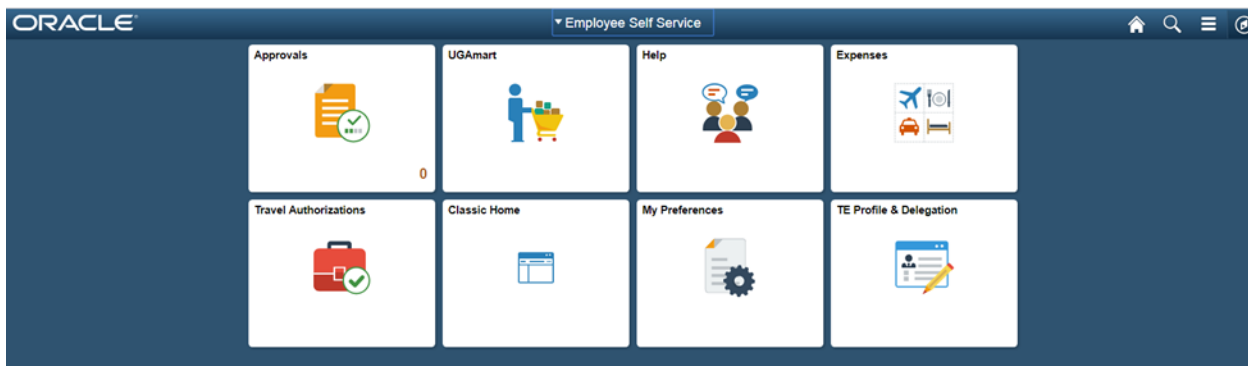 ORACLE
Employee Self Service
Approvals
UGAmart
Help
Expenses
0
Travel Authorizations
Classic Home
My Preferences
TE Profile & Delegation